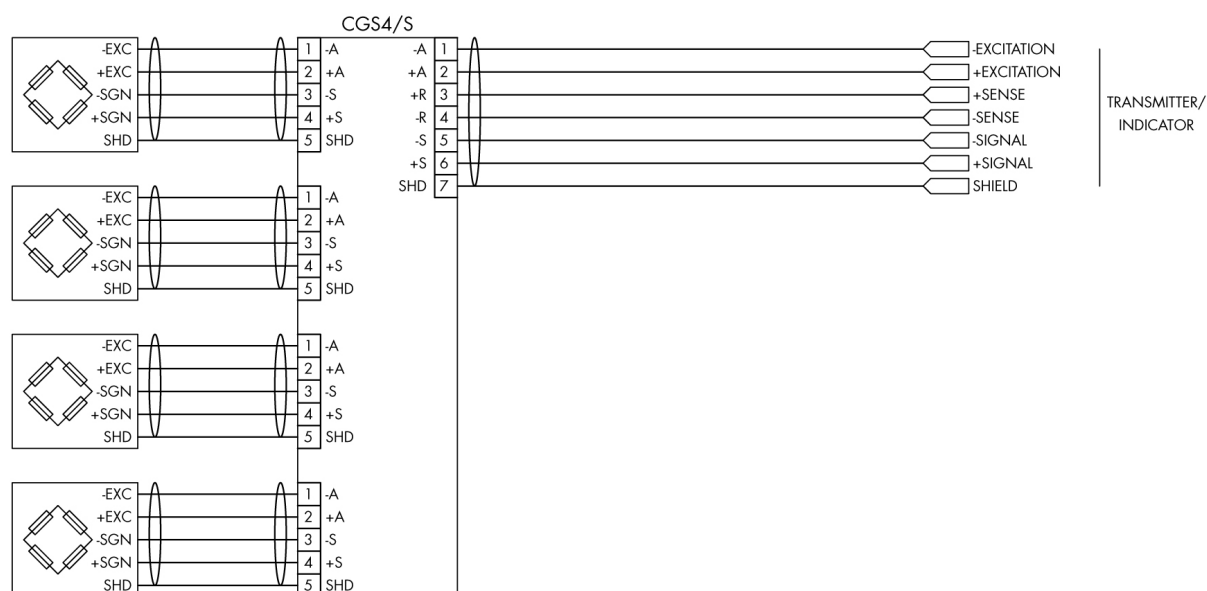 CGS4/S
-EXC 1 -A
+EXC 2 +A
-SGN 3 -S
+SGN 4 +S
SHD 5 SHD
-A 1 -EXCITATION
+A 2 +EXCITATION
+R 3 +SENSE
-R 4 -SENSE
-S 5 -SIGNAL
+S 6 +SIGNAL
SHD 7 SHIELD
TRANSMITTER/
INDICATOR
-EXC 1 -A
+EXC 2 +A
-SGN 3 -S
+SGN 4 +S
SHD 5 SHD
-EXC 1 -A
+EXC 2 +A
-SGN 3 -S
+SGN 4 +S
SHD 5 SHD
-EXC 1 -A
+EXC 2 +A
-SGN 3 -S
+SGN 4 +S
SHD 5 SHD